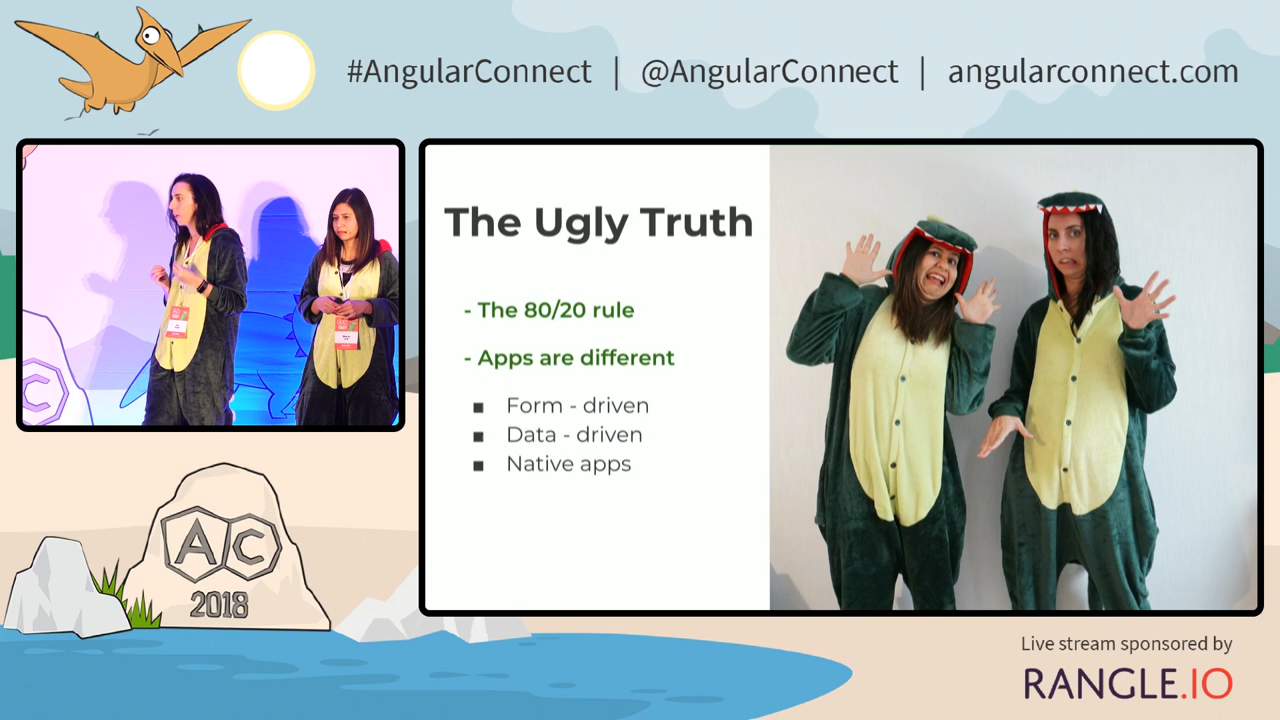 #AngularConnect | @AngularConnect | angularconnect.com
The Ugly Truth
- The 80/20 rule
- Apps are different
■ Form - driven
■ Data - driven
■ Native apps
C
AC
2018
Live stream sponsored by
RANGLE.IO